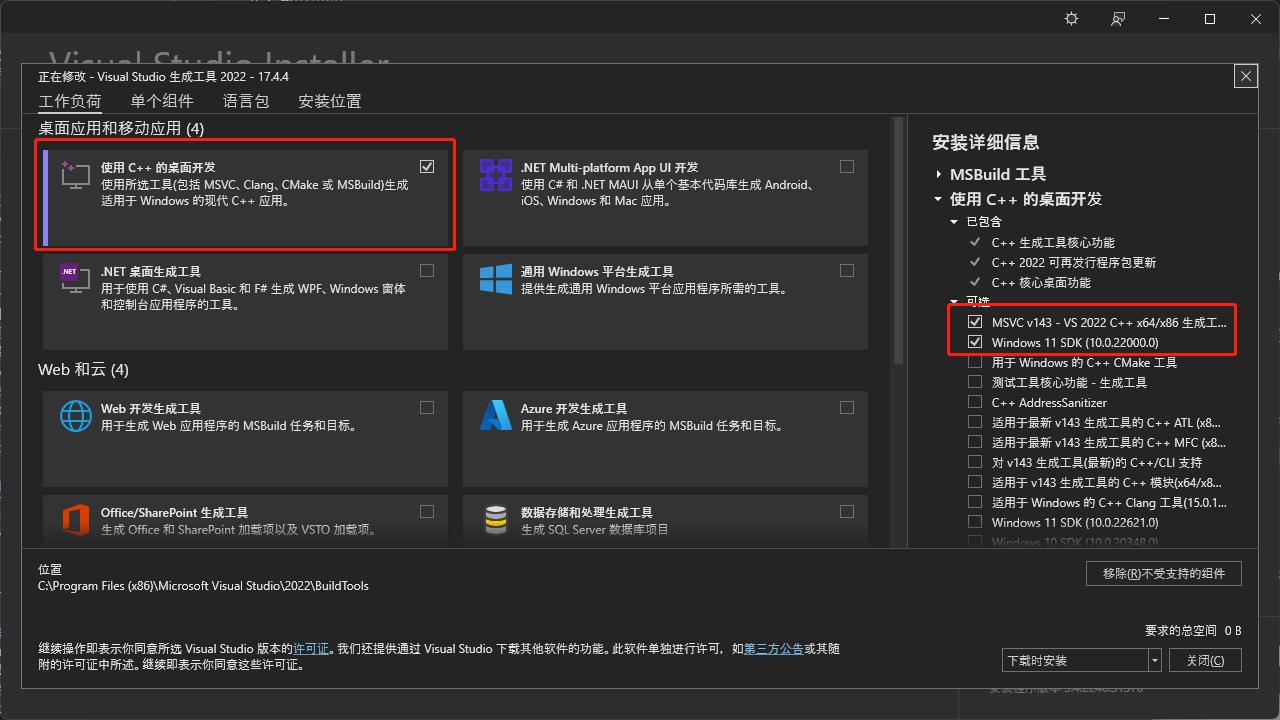 Visual Studio Installer
正在修改 - Visual Studio 生成工具 2022 - 17.4.4
工作负荷 单个组件 语言包 安装位置
桌面应用和移动应用 (4)
使用 C++ 的桌面开发
使用所选工具(包括 MSVC、Clang、CMake 或 MSBuild)生成
适用于 Windows 的现代 C++ 应用。
.NET Multi-platform App UI 开发
使用 C# 和 .NET MAUI 从单个基本代码库生成 Android、
iOS、Windows 和 Mac 应用。
.NET
.NET 桌面生成工具
用于使用 C#、Visual Basic 和 F# 生成 WPF、Windows 窗体
和控制台应用程序的工具。
通用 Windows 平台生成工具
提供生成通用 Windows 平台应用程序所需的工具。
Web 和云 (4)
Web 开发生成工具
用于生成 Web 应用程序的 MSBuild 任务和目标。
Azure 开发生成工具
用于生成 Azure 应用程序的 MSBuild 任务和目标。
Office/SharePoint 生成工具
生成 Office 和 SharePoint 加载项以及 VSTO 加载项。
数据存储和处理生成工具
生成 SQL Server 数据库项目
安装详细信息
MSBuild 工具
使用 C++ 的桌面开发
已包含
C++ 生成工具核心功能
C++ 2022 可再发行程序包更新
C++ 核心桌面功能
可选
MSVC v143 - VS 2022 C++ x64/x86 生成工...
Windows 11 SDK (10.0.22000.0)
用于 Windows 的 C++ CMake 工具
测试工具核心功能 - 生成工具
C++ AddressSanitizer
适用于最新 v143 生成工具的 C++ ATL (x8...
适用于最新 v143 生成工具的 C++ MFC (x8...
对 v143 生成工具(最新)的 C++/CLI 支持
适用于 v143 生成工具的 C++ 模块(x64/x8...
适用于 Windows 的 C++ Clang 工具(15.0.1...
Windows 11 SDK (10.0.22621.0)
Windows 10 SDK (10.0.20348.0)
位置
C:\Program Files (x86)\Microsoft Visual Studio\2022\BuildTools
移除(R)不受支持的组件
要求的总空间 0 B
继续操作即表示你同意所选 Visual Studio 版本的许可证。我们还提供通过 Visual Studio 下载其他软件的功能。此软件单独进行许可，如第三方公告或其随
附的许可证中所述。继续即表示你同意这些许可证。
下载时安装
关闭(C)